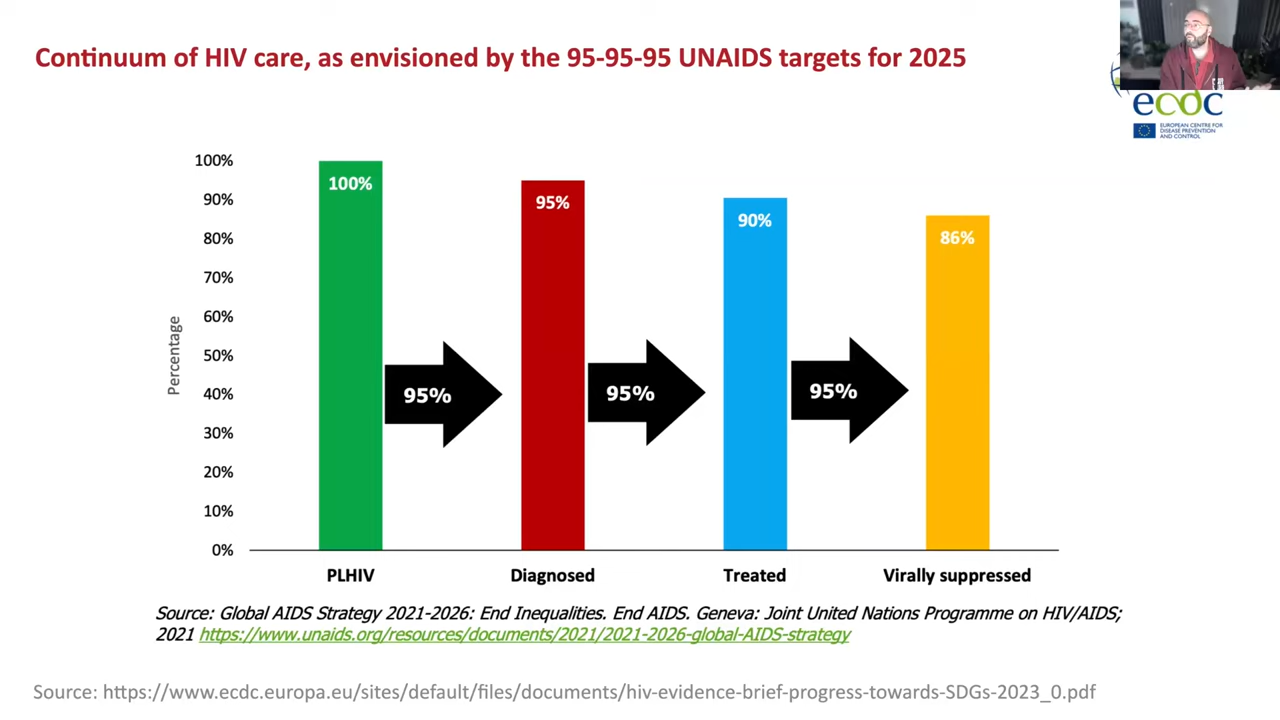 Continuum of HIV care, as envisioned by the 95-95-95 UNAIDS targets for 2025
ecdc
EUROPEAN CENTRE FOR
DISEASE PREVENTION
AND CONTROL
100%
90%
80%
70%
60%
50%
40%
30%
20%
10%
0%
Percentage
100%
95%
90%
86%
95%
95%
95%
PLHIV
Diagnosed
Treated
Virally suppressed
Source: Global AIDS Strategy 2021-2026: End Inequalities. End AIDS. Geneva: Joint United Nations Programme on HIV/AIDS;
2021 https://www.unaids.org/resources/documents/2021/2021-2026-global-AIDS-strategy
Source: https://www.ecdc.europa.eu/sites/default/files/documents/hiv-evidence-brief-progress-towards-SDGs-2023_0.pdf